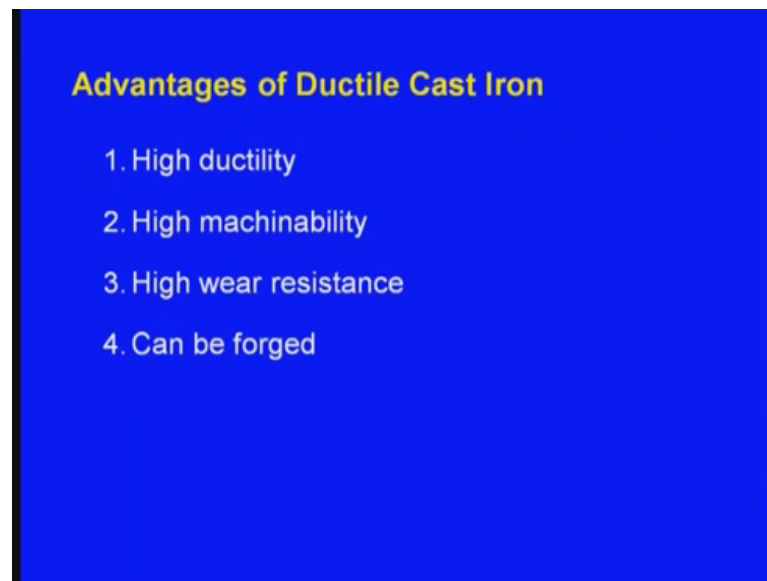 Advantages of Ductile Cast Iron
1. High ductility
2. High machinability
3. High wear resistance
4. Can be forged